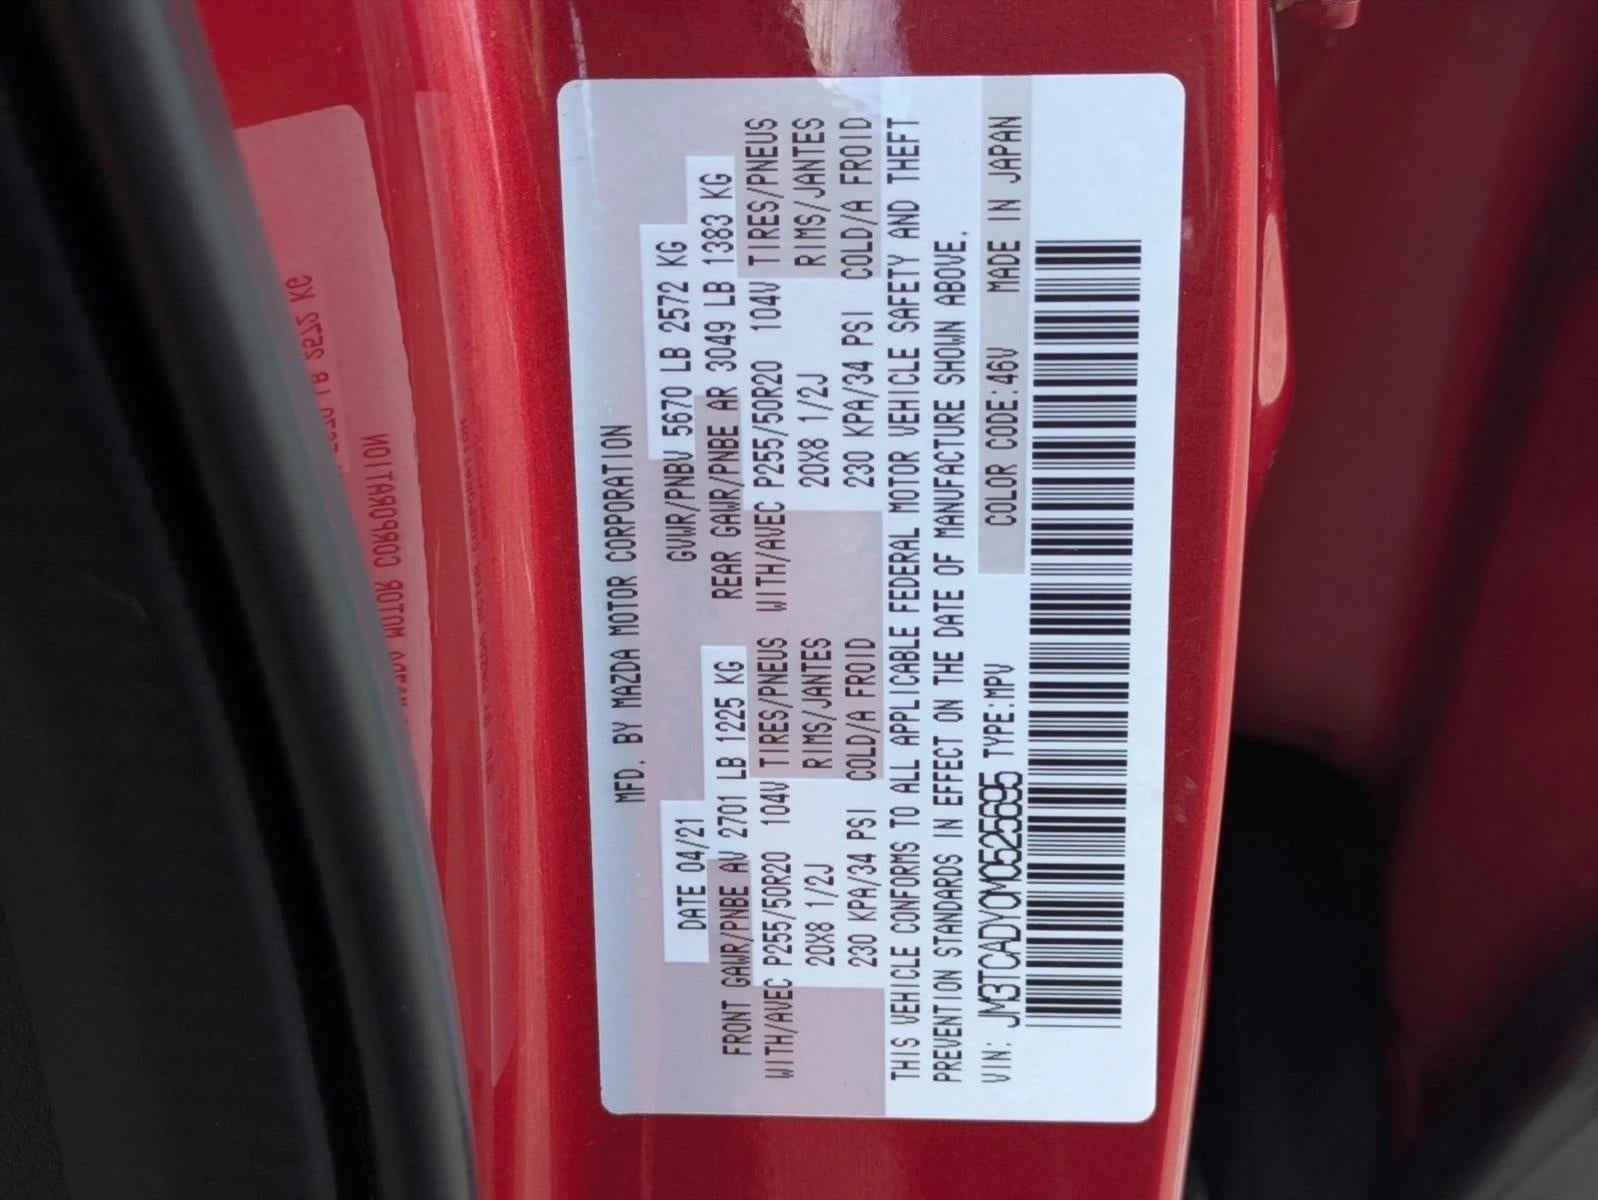 MFD. BY MAZDA MOTOR CORPORATION
DATE 04/21 GVWR/PNBV 5670 LB 2572 KG
FRONT GAWR/PNBE AV 2701 LB 1225 KG REAR GAWR/PNBE AR 3049 LB 1383 KG
WITH/AVEC P255/50R20 104V TIRES/PNEUS WITH/AVEC P255/50R20 104V TIRES/PNEUS
20X8 1/2J RIMS/JANTES 20X8 1/2J RIMS/JANTES
230 KPA/34 PSI COLD/A FROID 230 KPA/34 PSI COLD/A FROID
THIS VEHICLE CONFORMS TO ALL APPLICABLE FEDERAL MOTOR VEHICLE SAFETY AND THEFT
PREVENTION STANDARDS IN EFFECT ON THE DATE OF MANUFACTURE SHOWN ABOVE.
VIN: JM3TCADY0M0525695 TYPE:MPV COLOR CODE:46V MADE IN JAPAN